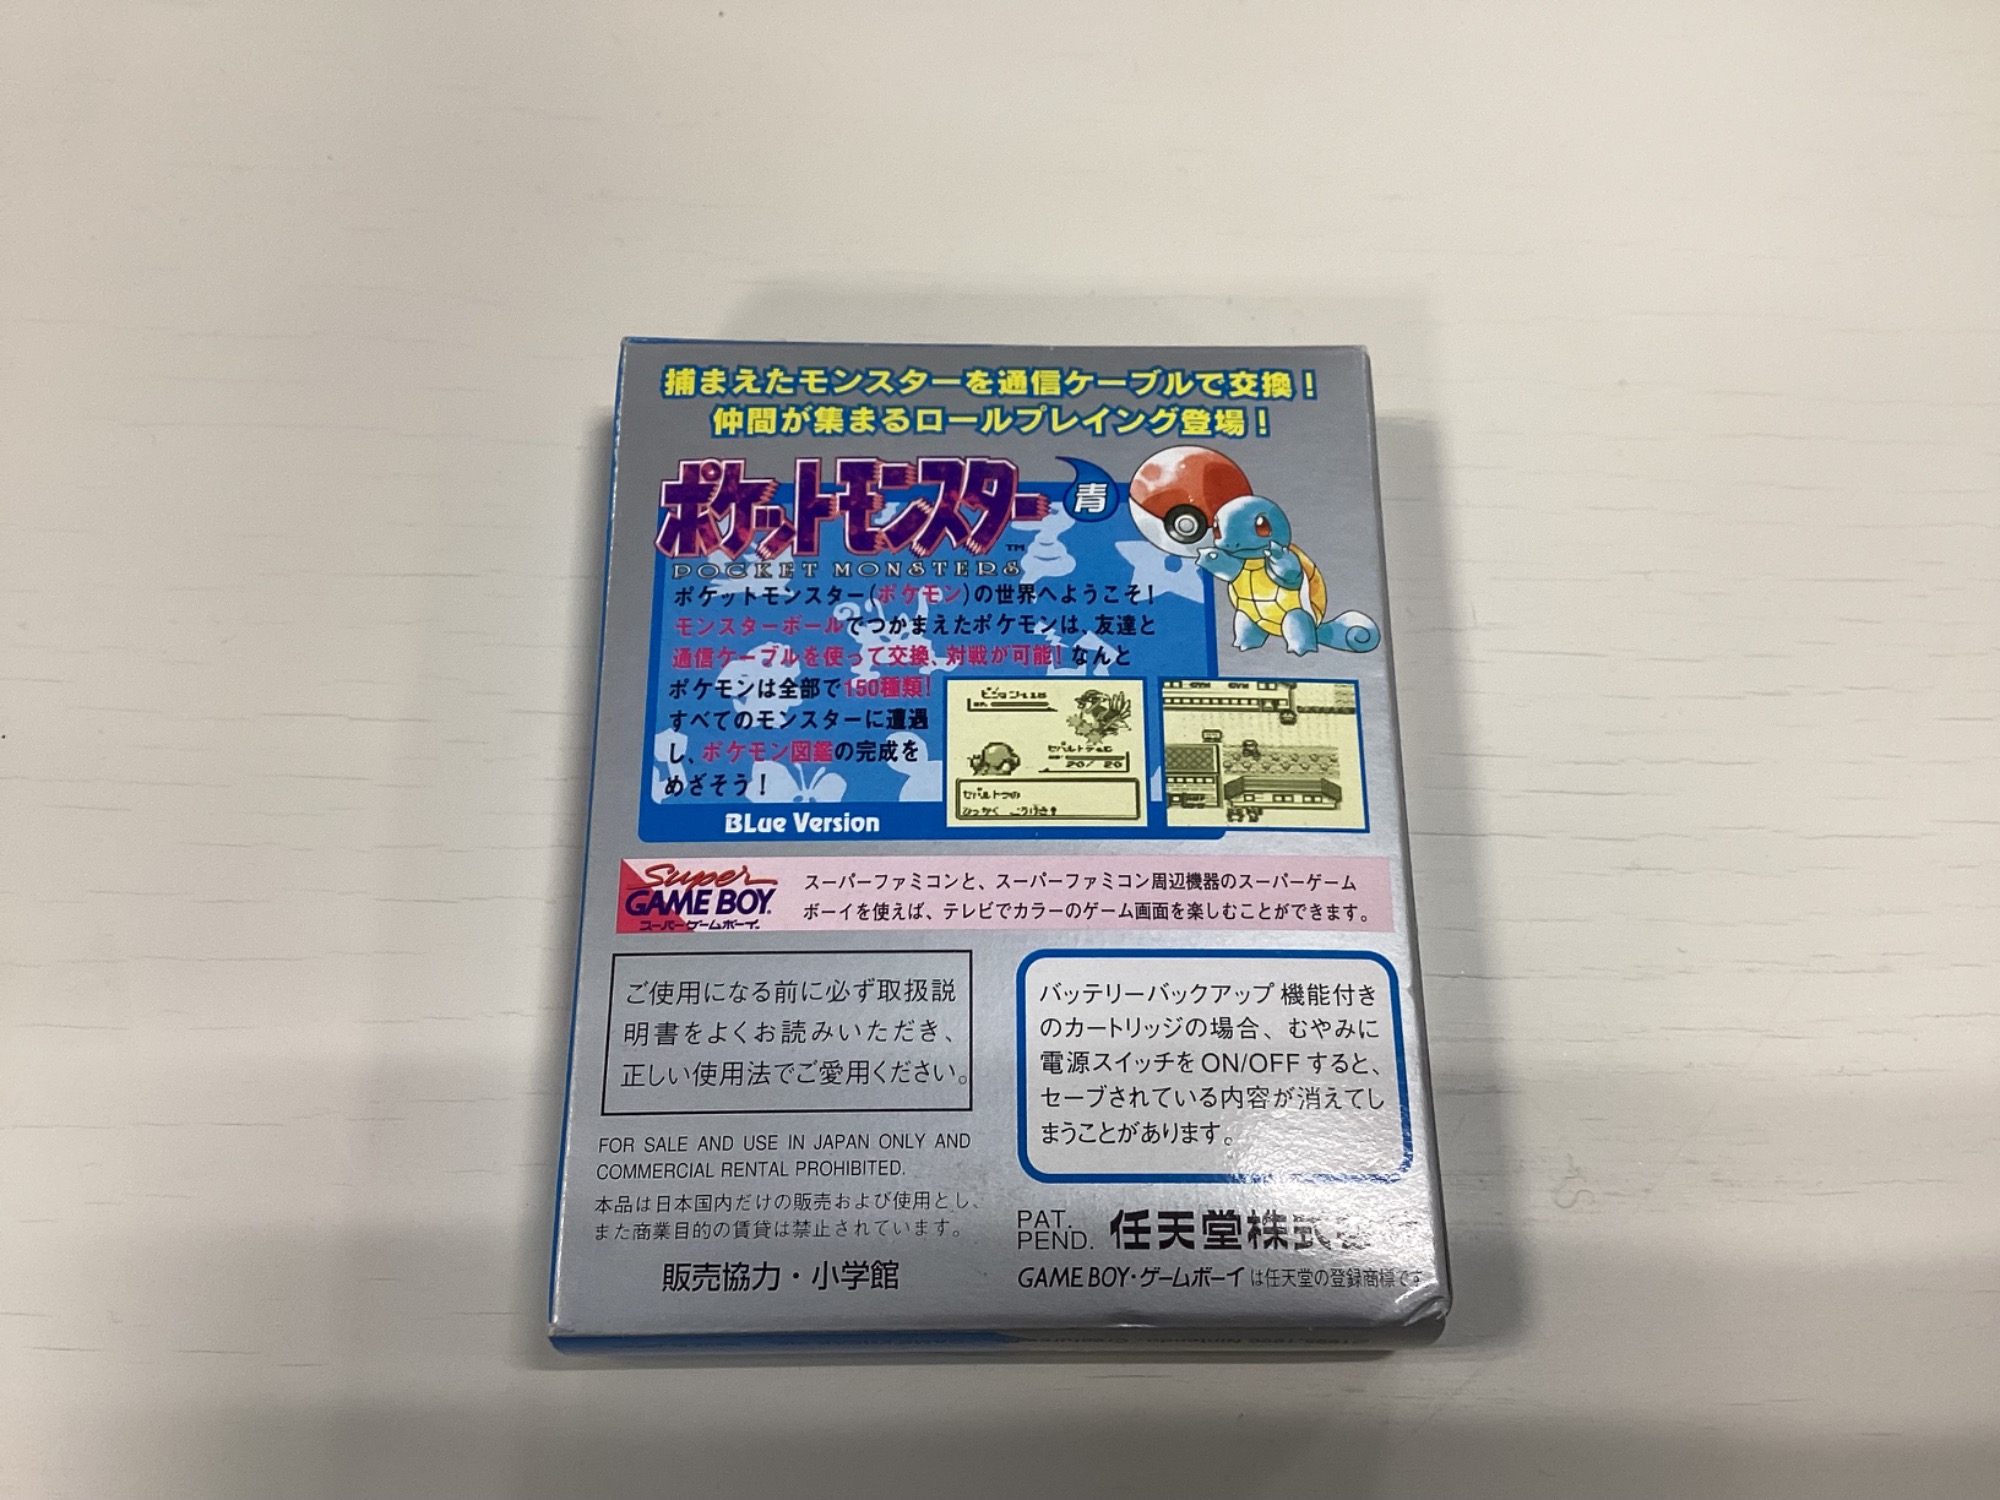 捕まえたモンスターを通信ケーブルで交換！
仲間が集まるロールプレイング登場！
ポケットモンスター 青
TM
POCKET MONSTERS
ポケットモンスター(ポケモン)の世界へようこそ！
モンスターボールでつかまえたポケモンは、友達と
通信ケーブルを使って交換、対戦が可能！なんと
ポケモンは全部で150種類！
すべてのモンスターに遭遇
し、ポケモン図鑑の完成を
めざそう！
BLue Version
20/ 20
Super
GAME BOY
スーパーゲームボーイ
スーパーファミコンと、スーパーファミコン周辺機器のスーパーゲーム
ボーイを使えば、テレビでカラーのゲーム画面を楽しむことができます。
ご使用になる前に必ず取扱説
明書をよくお読みいただき、
正しい使用法でご愛用ください。
バッテリーバックアップ機能付き
のカートリッジの場合、むやみに
電源スイッチをON/OFFすると、
セーブされている内容が消えてし
まうことがあります。
FOR SALE AND USE IN JAPAN ONLY AND
COMMERCIAL RENTAL PROHIBITED.
本品は日本国内だけの販売および使用とし、
また商業目的の賃貸は禁止されています。
販売協力・小学館
PAT.
PEND. 任天堂株式会
GAME BOY・ゲームボーイは任天堂の登録商標です